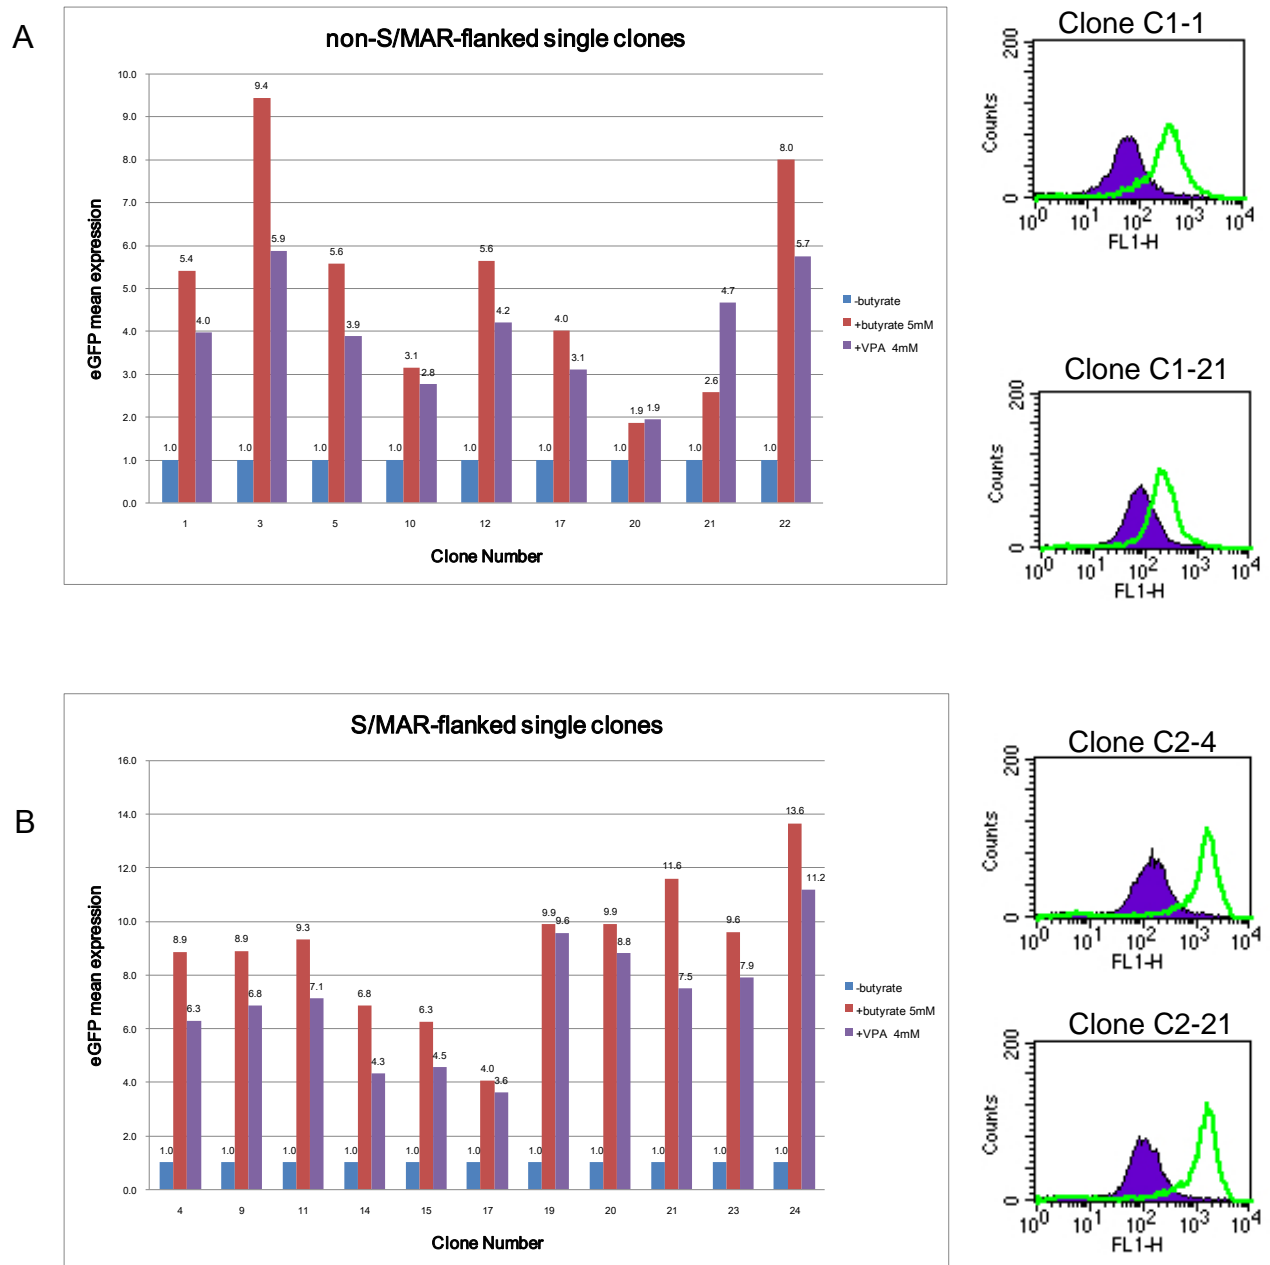 A
non-S/MAR-flanked single clones
10.0
9.0
8.0
7.0
6.0
5.0
4.0
3.0
2.0
1.0
0.0
eGFP mean expression
1.0 5.4 4.0
1.0 9.4 5.9
1.0 5.6 3.9
1.0 3.1 2.8
1.0 5.6 4.2
1.0 4.0 3.1
1.0 1.9 1.9
1.0 2.6 4.7
1.0 8.0 5.7
1 3 5 10 12 17 20 21 22
Clone Number
-butyrate
+butyrate 5mM
+VPA 4mM
Clone C1-1
200
Counts
0
10^0 10^1 10^2 10^3 10^4
FL1-H
Clone C1-21
200
Counts
0
10^0 10^1 10^2 10^3 10^4
FL1-H
B
S/MAR-flanked single clones
16.0
14.0
12.0
10.0
8.0
6.0
4.0
2.0
0.0
eGFP mean expression
1.0 8.9 6.3
1.0 8.9 6.8
1.0 9.3 7.1
1.0 6.8 4.3
1.0 6.3 4.5
1.0 4.0 3.6
1.0 9.9 9.6
1.0 9.9 8.8
1.0 11.6 7.5
1.0 9.6 7.9
1.0 13.6 11.2
4 9 11 14 15 17 19 20 21 23 24
Clone Number
-butyrate
+butyrate 5mM
+VPA 4mM
Clone C2-4
200
Counts
0
10^0 10^1 10^2 10^3 10^4
FL1-H
Clone C2-21
200
Counts
0
10^0 10^1 10^2 10^3 10^4
FL1-H